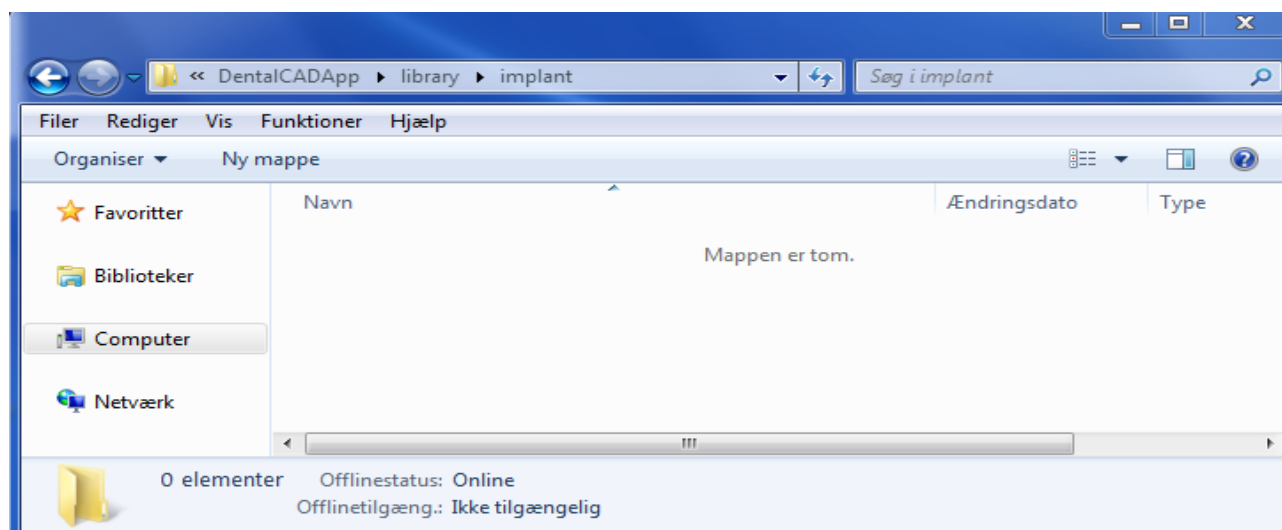 « DentalCADApp library implant Søg i implant
Filer Rediger Vis Funktioner Hjælp
Organiser Ny mappe
Navn Ændringsdato Type
Favoritter
Mappen er tom.
Biblioteker
Computer
Netværk
0 elementer Offlinestatus: Online
Offlinetilgæng.: Ikke tilgængelig